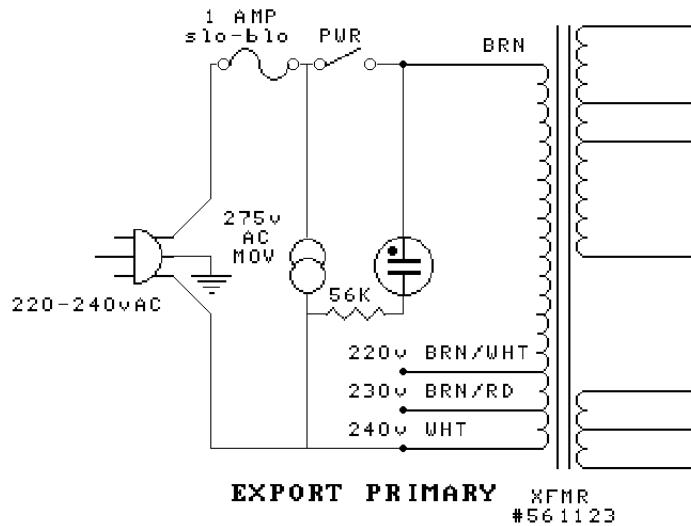 1 AMP
slo-blo
PWR
BRN
275v
AC
MOV
56K
220-240vAC
220v BRN/WHT
230v BRN/RD
240v WHT
EXPORT PRIMARY
XFMR
#561123